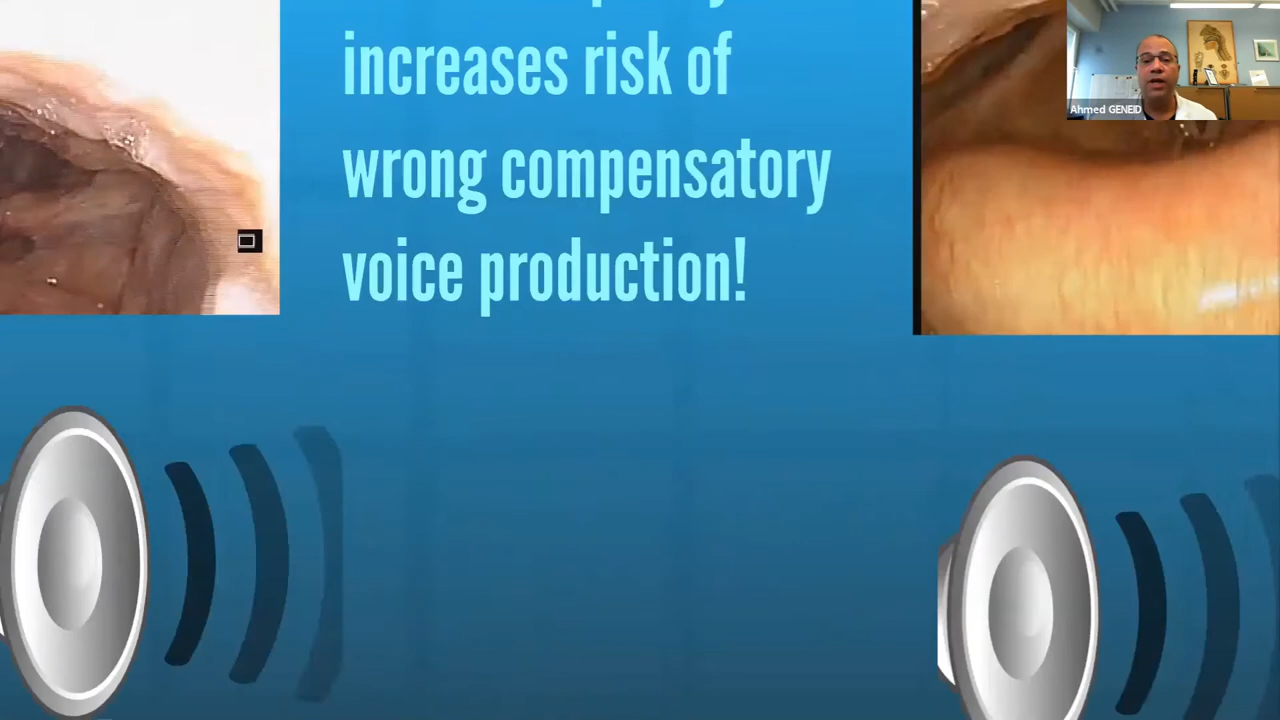 increases risk of
wrong compensatory
voice production!
Ahmed GENEID